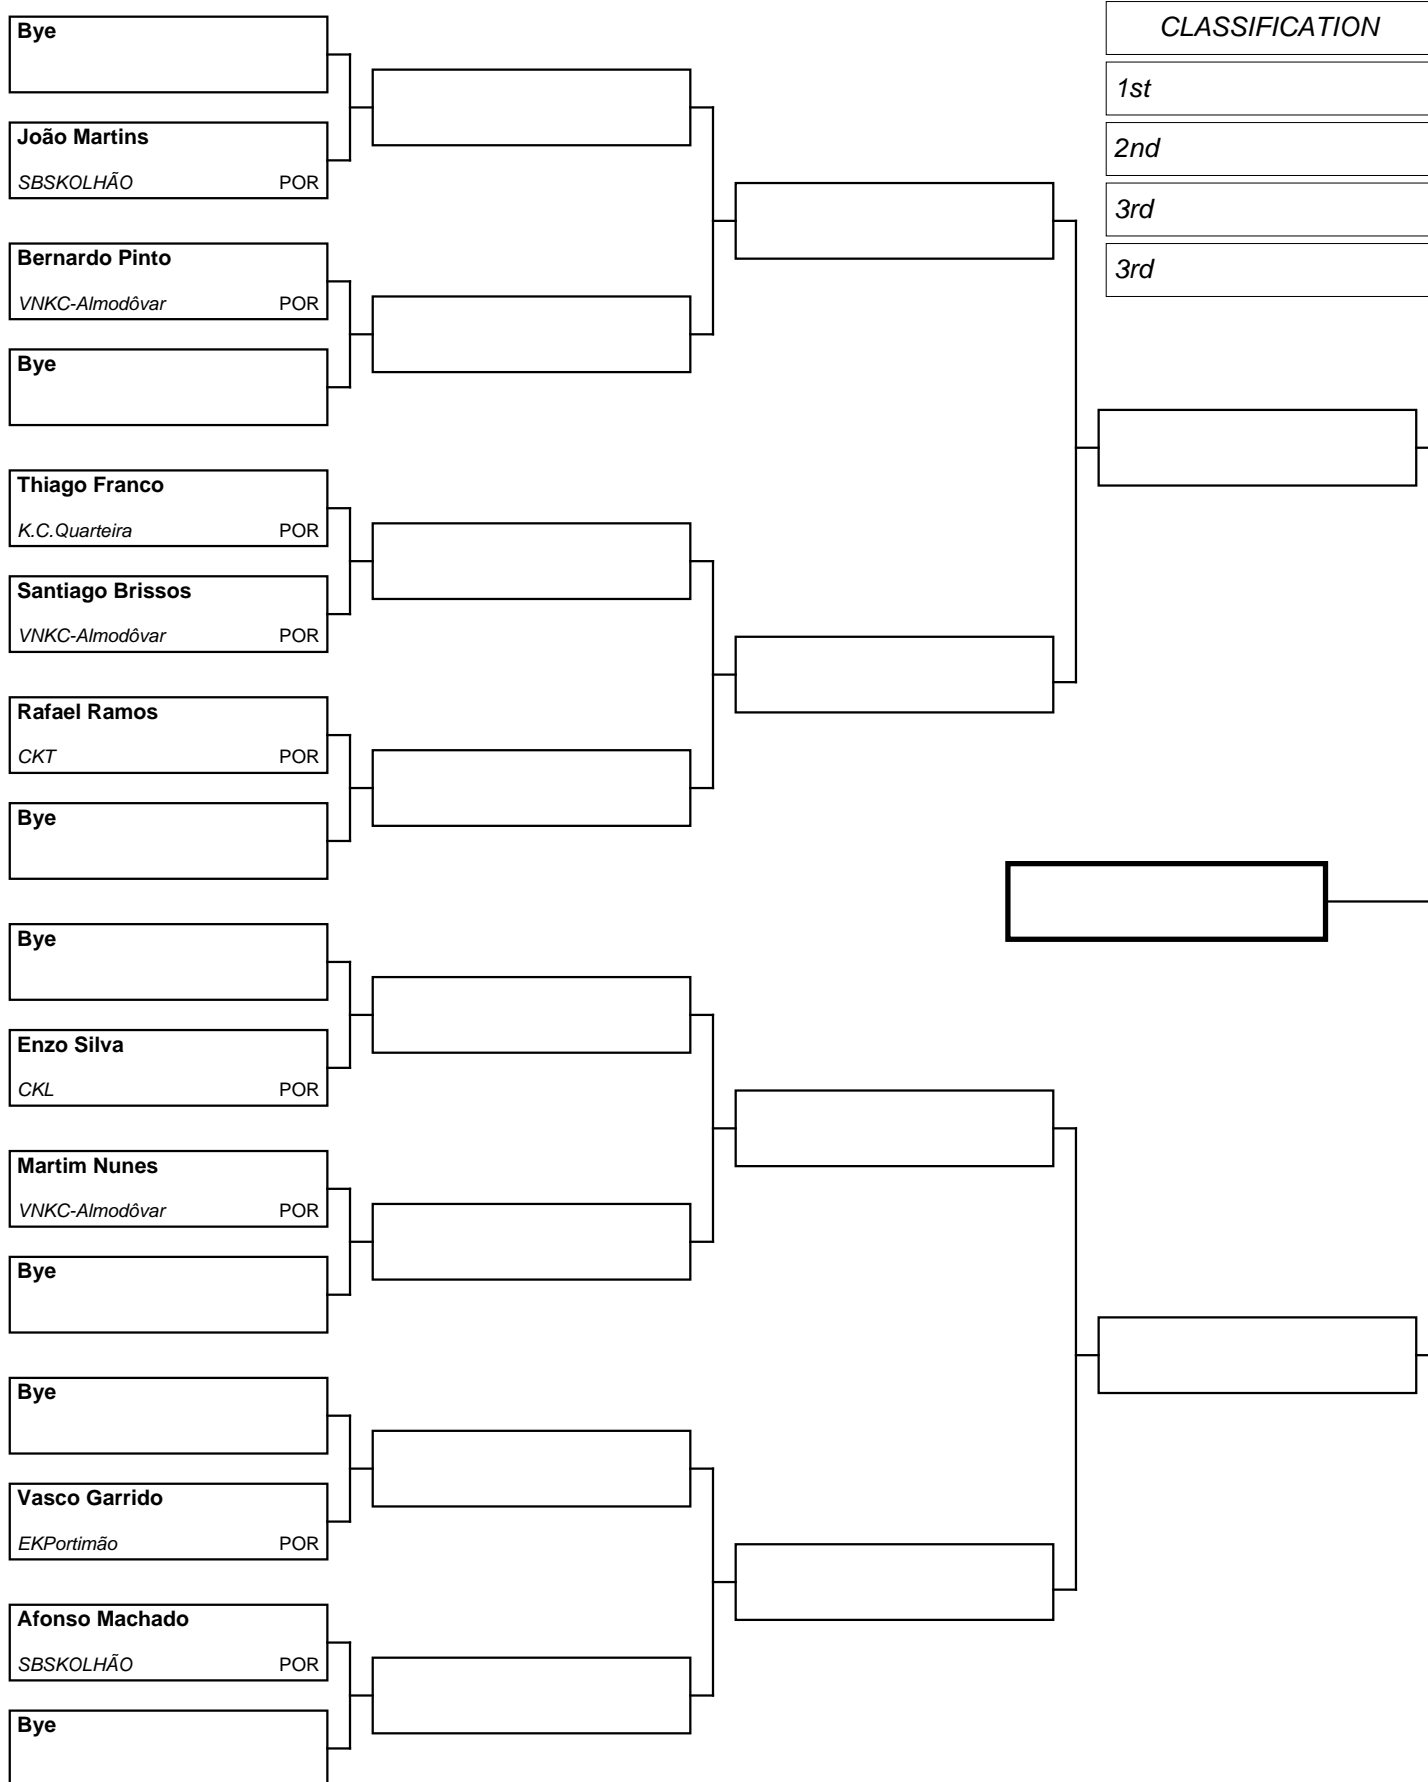 Bye
João Martins
SBSKOLHÃO POR
Bernardo Pinto
VNKC-Almodôvar POR
Bye
Thiago Franco
K.C.Quarteira POR
Santiago Brissos
VNKC-Almodôvar POR
Rafael Ramos
CKT POR
Bye
Bye
Enzo Silva
CKL POR
Martim Nunes
VNKC-Almodôvar POR
Bye
Bye
Vasco Garrido
EKPortimão POR
Afonso Machado
SBSKOLHÃO POR
Bye
CLASSIFICATION
1st
2nd
3rd
3rd